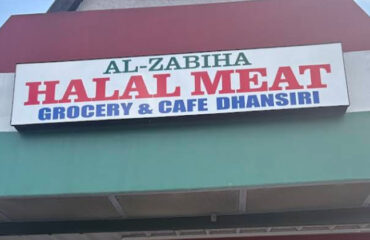 AL-ZABIHA
HALAL MEAT
GROCERY & CAFE DHANSIRI